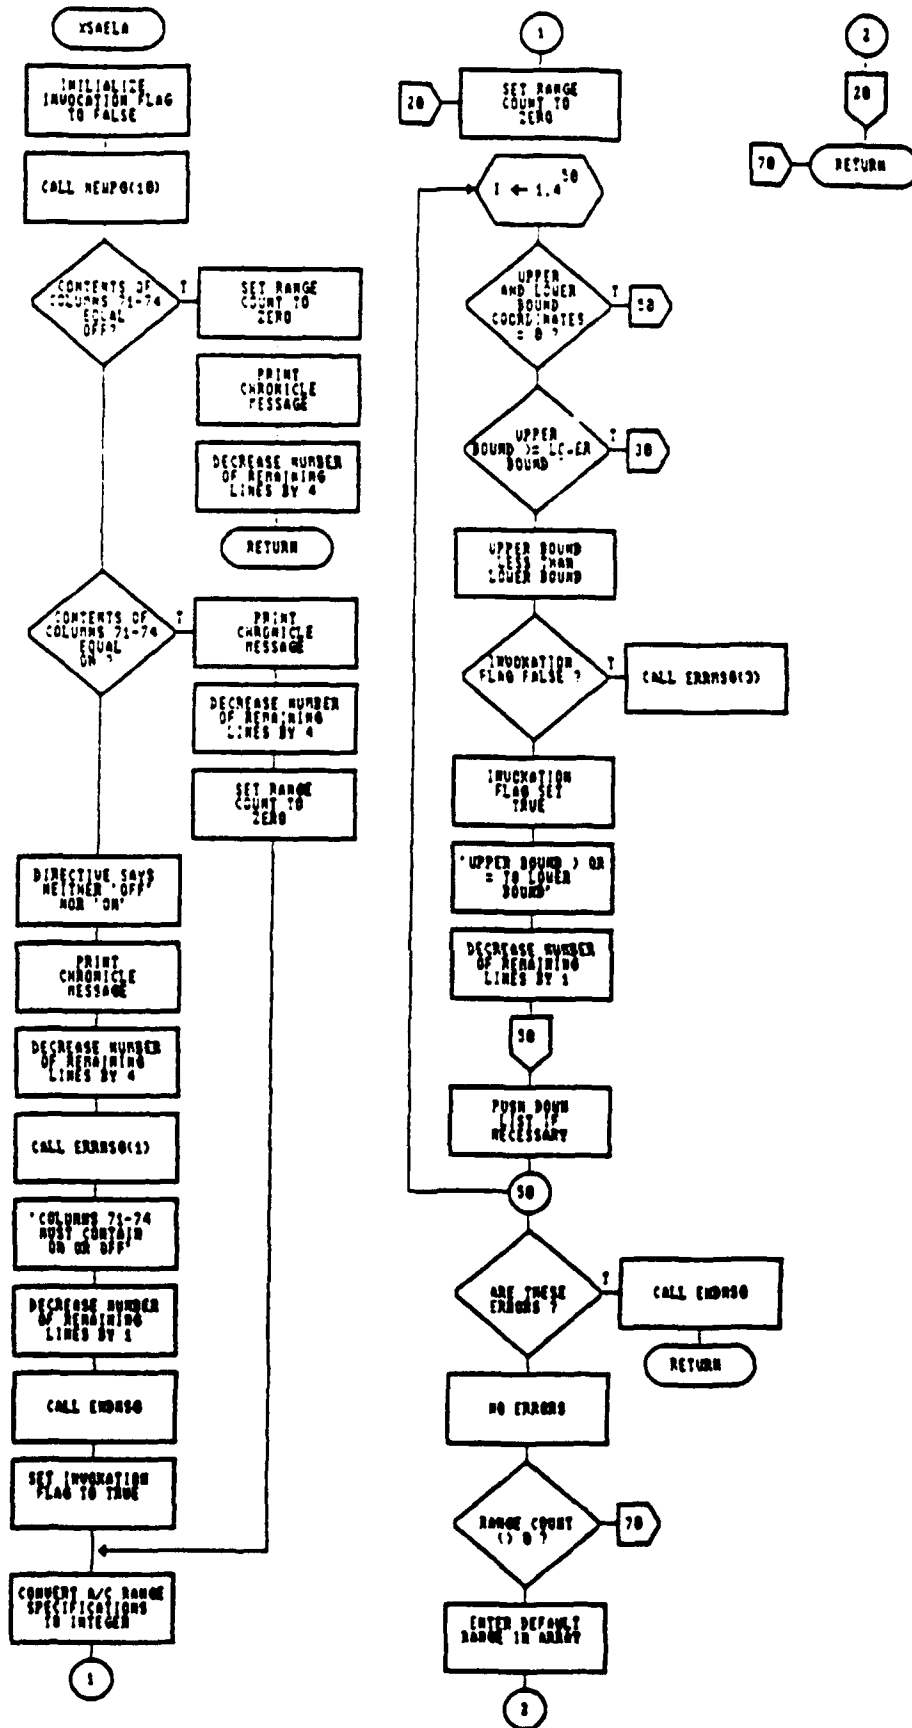 XSAELA
INITIALIZE
INVOCATION FLAG
TO FALSE
CALL NEWPG(10)
CONTENTS OF
COLUMNS 71-74
EQUAL
OFF?
T
SET RANGE
COUNT TO
ZERO
PRINT
CHRONICLE
MESSAGE
DECREASE NUMBER
OF REMAINING
LINES BY 4
RETURN
CONTENTS OF
COLUMNS 71-74
EQUAL
ON ?
T
PRINT
CHRONICLE
MESSAGE
DECREASE NUMBER
OF REMAINING
LINES BY 4
SET RANGE
COUNT TO
ZERO
DIRECTIVE SAYS
NEITHER 'OFF'
NOR 'ON'
PRINT
CHRONICLE
MESSAGE
DECREASE NUMBER
OF REMAINING
LINES BY 4
CALL ERRMSG(1)
'COLUMNS 71-74
MUST CONTAIN
ON OR OFF'
DECREASE NUMBER
OF REMAINING
LINES BY 1
CALL ENDMSG
SET INVOKATION
FLAG TO TRUE
CONVERT A/C RANGE
SPECIFICATIONS
TO INTEGER
1
1
20
SET RANGE
COUNT TO
ZERO
50
I ← 1,4
UPPER
AND LOWER
BOUND
COORDINATES
= 0 ?
T
50
UPPER
BOUND >= LOWER
BOUND
T
30
UPPER BOUND
LESS THAN
LOWER BOUND
INVOKATION
FLAG FALSE ?
T
CALL ERRMSG(3)
INVOKATION
FLAG SET
TRUE
'UPPER BOUND > OR
= TO LOWER
BOUND'
DECREASE NUMBER
OF REMAINING
LINES BY 1
30
PUSH DOWN
LIST IF
NECESSARY
50
ARE THESE
ERRORS ?
T
CALL ENDMSG
RETURN
NO ERRORS
RANGE COUNT
<> 0 ?
70
ENTER DEFAULT
RANGE IN ARRAY
2
2
20
70
RETURN